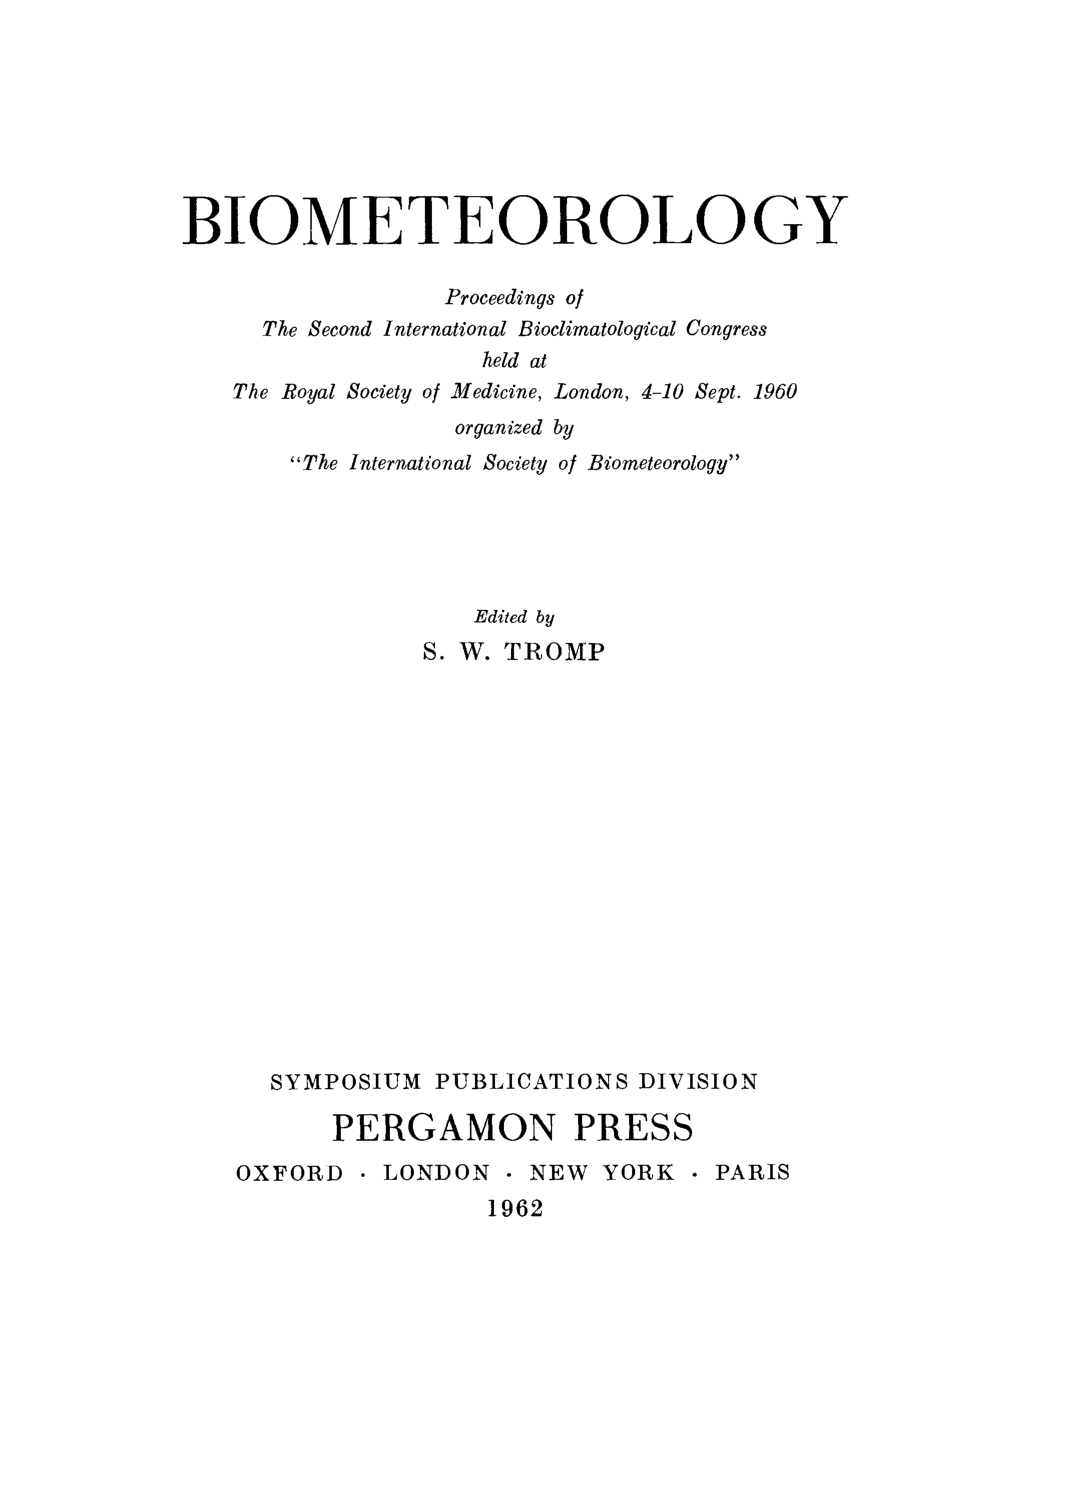 BIOMETEOROLOGY
Proceedings of
The Second International Bioclimatological Congress
held at
The Royal Society of Medicine, London, 4–10 Sept. 1960
organized by
“The International Society of Biometeorology”
Edited by
S. W. TROMP
SYMPOSIUM PUBLICATIONS DIVISION
PERGAMON PRESS
OXFORD · LONDON · NEW YORK · PARIS
1962